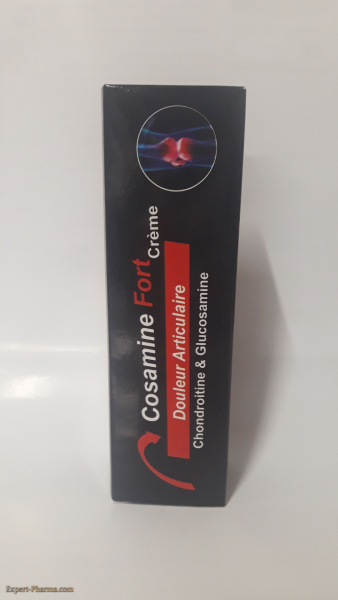 Cosamine Fort
Crème
Douleur Articulaire
Chondroitine & Glucosamine
Expert-Pharma.com